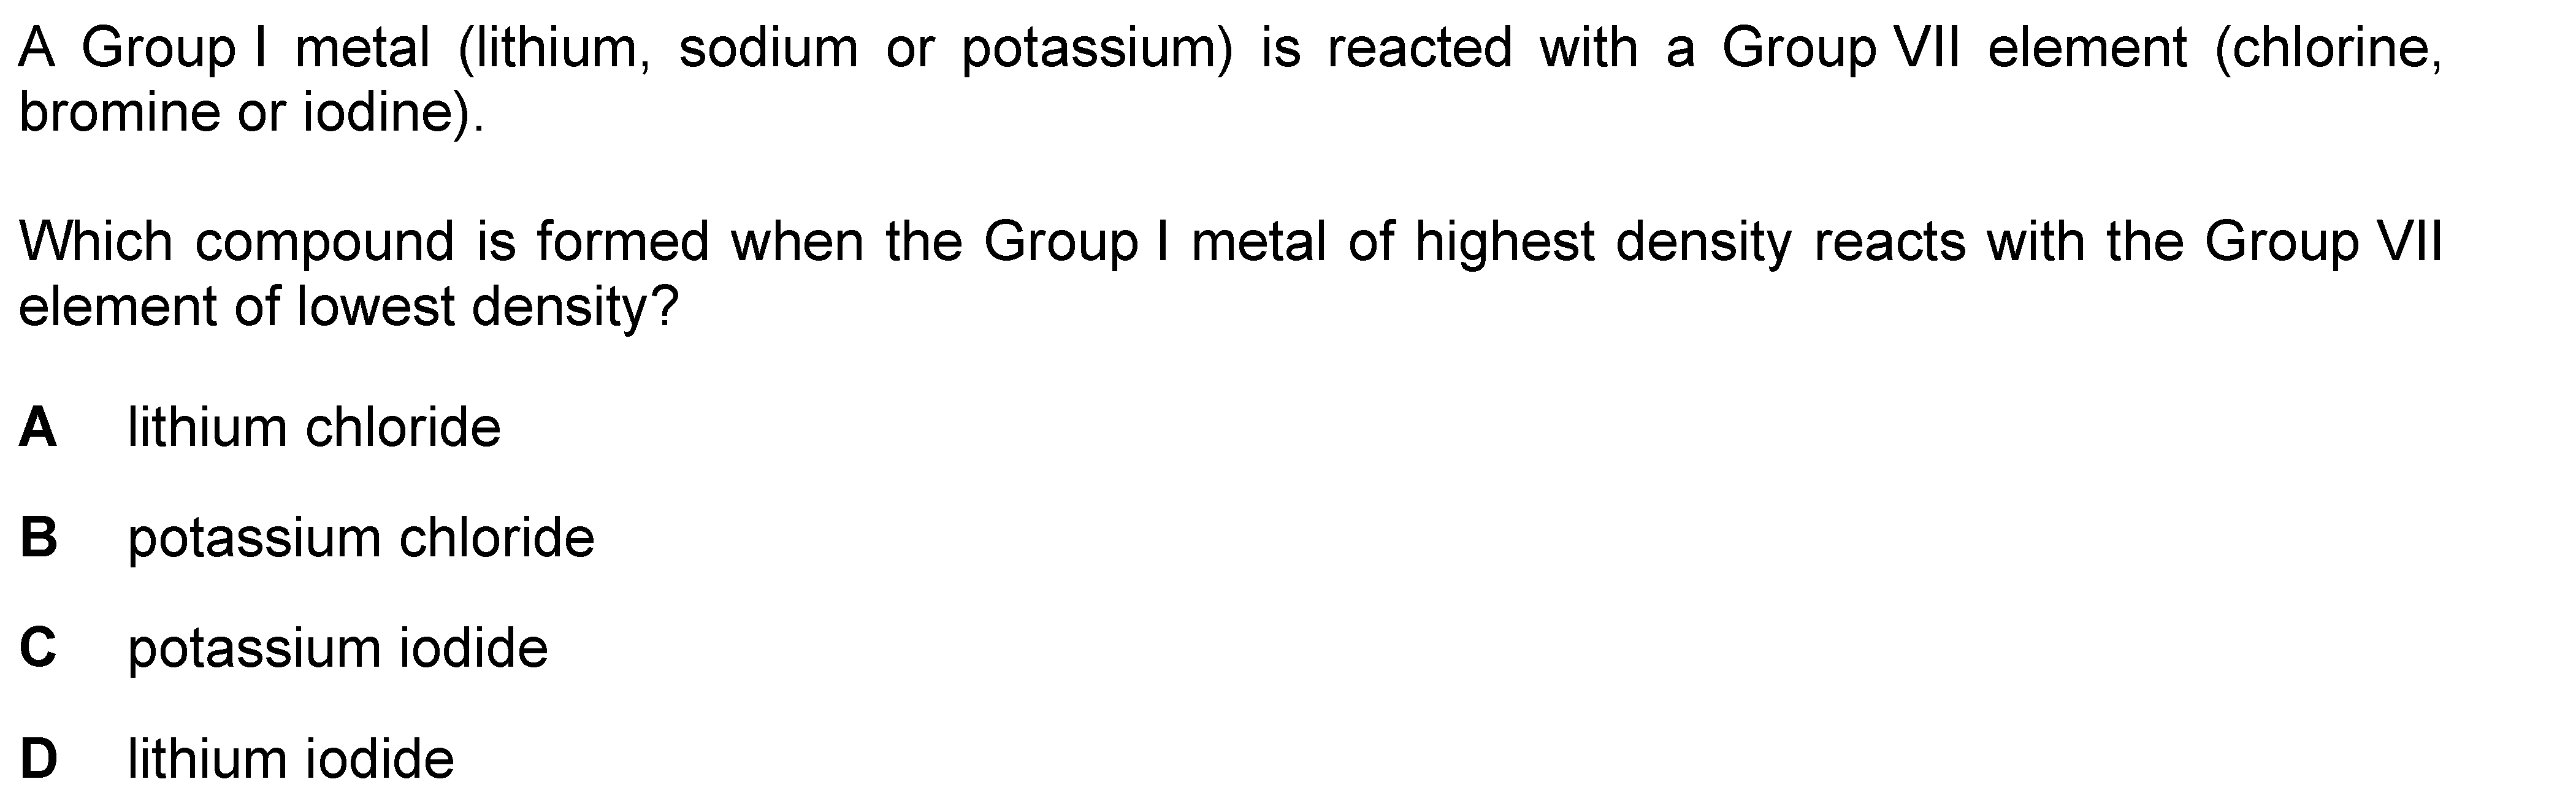 A Group I metal (lithium, sodium or potassium) is reacted with a Group VII element (chlorine,
bromine or iodine).
Which compound is formed when the Group I metal of highest density reacts with the Group VII
element of lowest density?
A lithium chloride
B potassium chloride
C potassium iodide
D lithium iodide